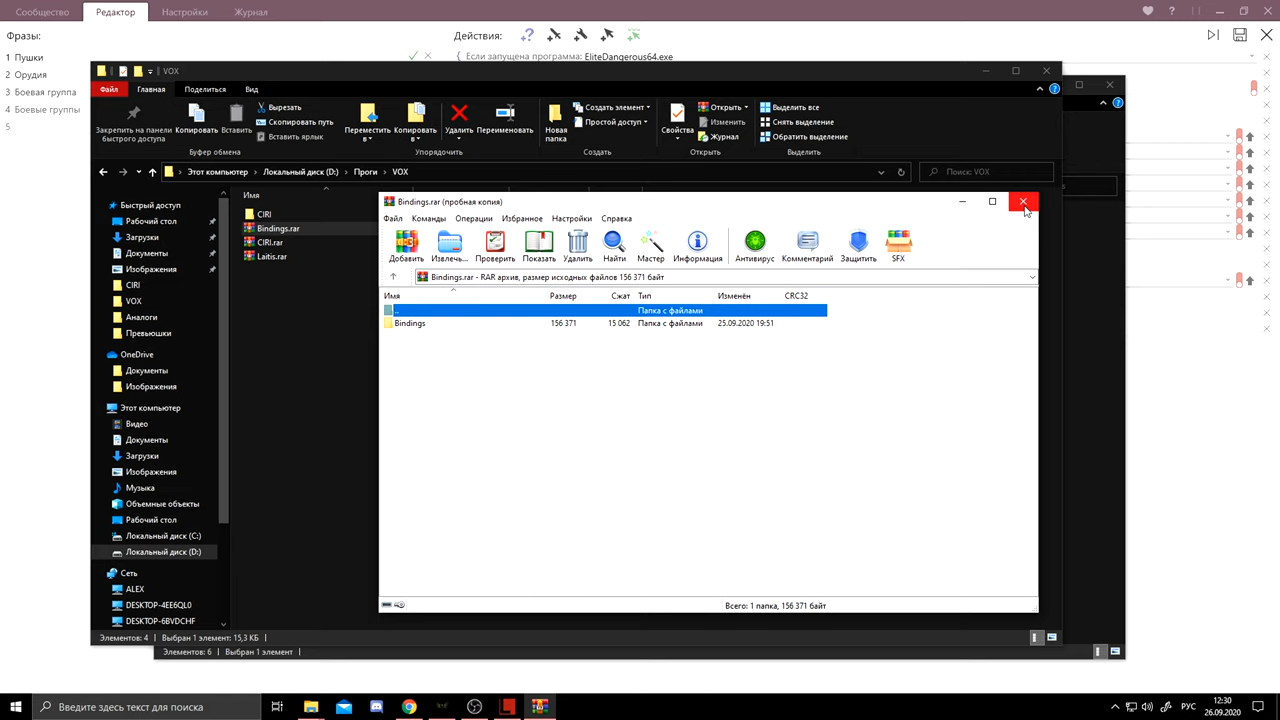 Сообщество Редактор Настройки Журнал
Фразы:
1 Пушки
2 Орудия
3 Боевая группа
4 Боевые группы
5
Действия:
Если запущена программа: EliteDangerous64.exe
VOX
Файл Главная Поделиться Вид
Закрепить на панели быстрого доступа
Копировать
Вставить
Вырезать
Скопировать путь
Вставить ярлык
Буфер обмена
Переместить в
Копировать в
Удалить
Переименовать
Упорядочить
Новая папка
Создать элемент
Простой доступ
Создать
Свойства
Открыть
Изменить
Журнал
Открыть
Выделить все
Снять выделение
Обратить выделение
Выделить
Этот компьютер > Локальный диск (D:) > Проги > VOX
Поиск: VOX
Быстрый доступ
Рабочий стол
Загрузки
Документы
Изображения
CIRI
VOX
Аналоги
Превьюшки
OneDrive
Документы
Изображения
Этот компьютер
Видео
Документы
Загрузки
Изображения
Музыка
Объемные объекты
Рабочий стол
Локальный диск (C:)
Локальный диск (D:)
Сеть
ALEX
DESKTOP-4EE6QL0
DESKTOP-6BVDCHF
Имя
CIRI
Bindings.rar
CIRI.rar
Laitis.rar
Bindings.rar (пробная копия)
Файл Команды Операции Избранное Настройки Справка
Добавить Извлечь... Проверить Показать Удалить Найти Мастер Информация Антивирус Комментарий Защитить SFX
Bindings.rar - RAR архив, размер исходных файлов 156 371 байт
Имя Размер Сжат Тип Изменён CRC32
.. Папка с файлами
Bindings 156 371 15 062 Папка с файлами 25.09.2020 19:51
Всего: 1 папка, 156 371 байт
Элементов: 4 Выбран 1 элемент: 15,3 КБ
Элементов: 6 Выбран 1 элемент
Введите здесь текст для поиска
РУС
12:30
26.09.2020